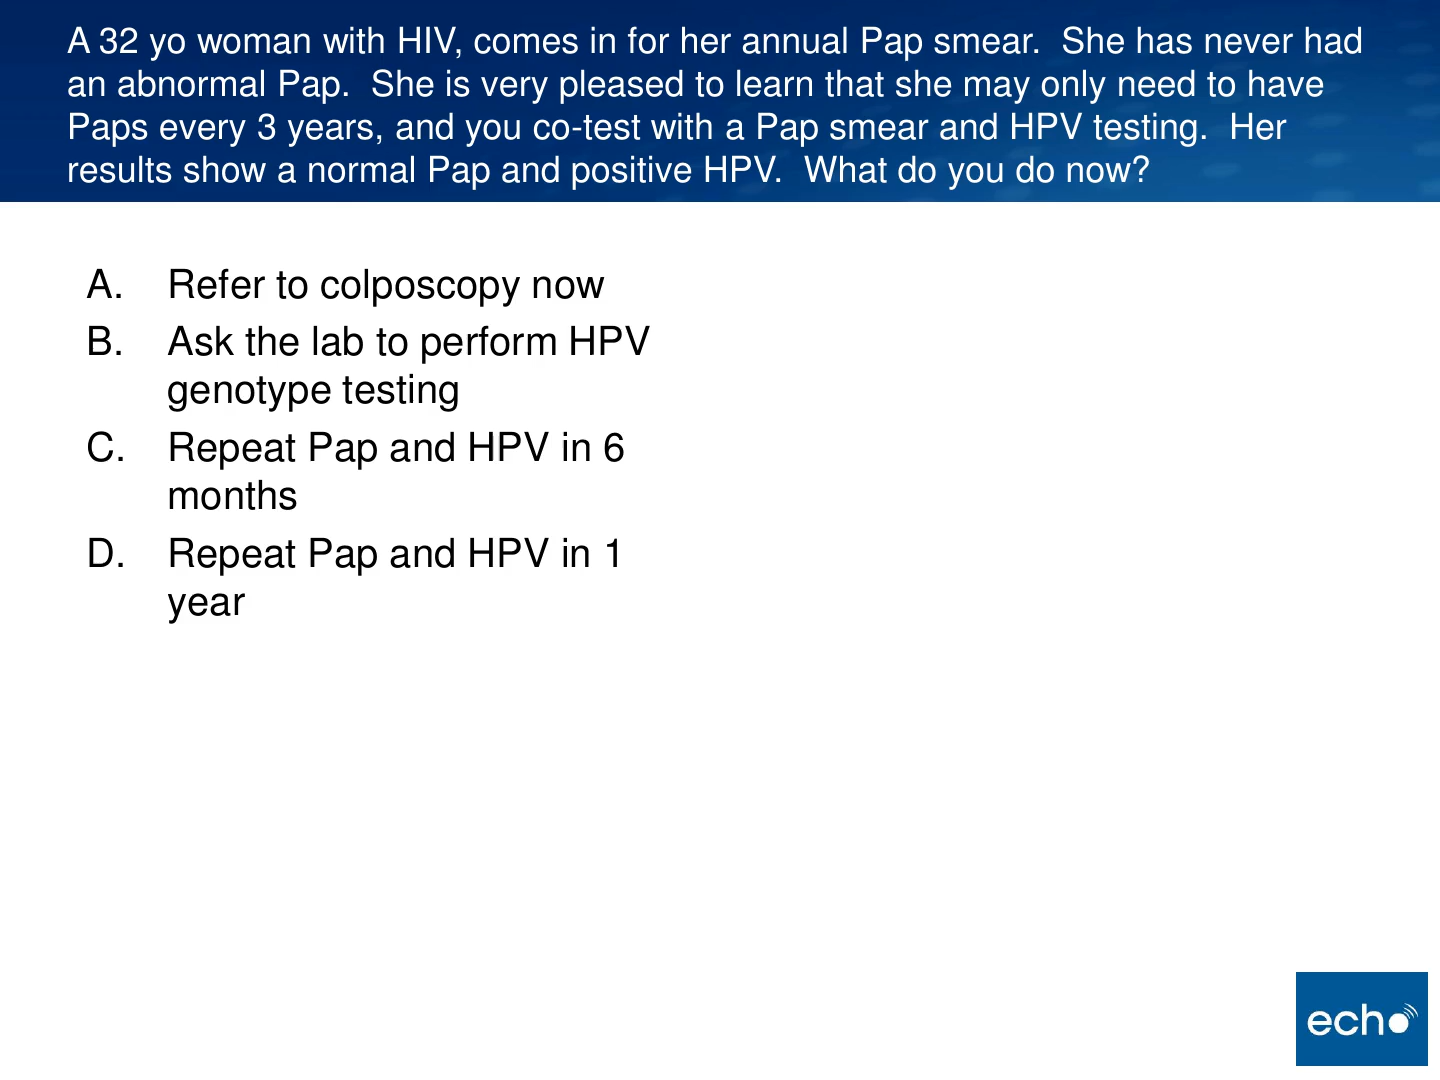 A 32 yo woman with HIV, comes in for her annual Pap smear.  She has never had
an abnormal Pap.  She is very pleased to learn that she may only need to have
Paps every 3 years, and you co-test with a Pap smear and HPV testing.  Her
results show a normal Pap and positive HPV.  What do you do now?
A. Refer to colposcopy now
B. Ask the lab to perform HPV
genotype testing
C. Repeat Pap and HPV in 6
months
D. Repeat Pap and HPV in 1
year
echo